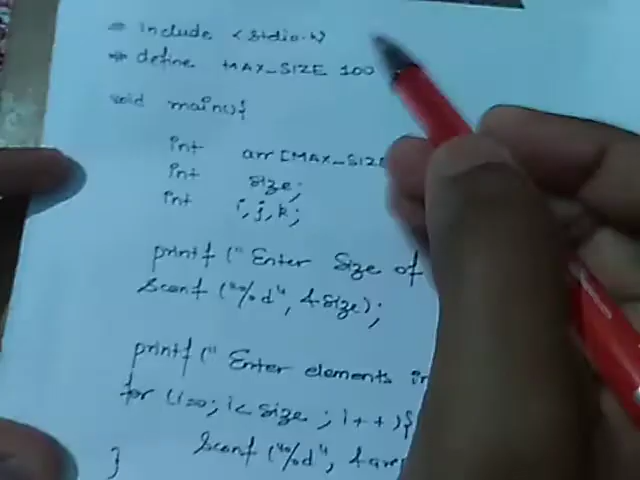 # include <stdio.h>
# define MAX_SIZE 100
void main(){
int arr[MAX_SIZE
int size;
int i,j,k;
printf (" Enter Size of
Scanf ("%d", &size);
printf (" Enter elements in
for (i=0; i< size ; i++){
Scanf ("%d", &arr
}